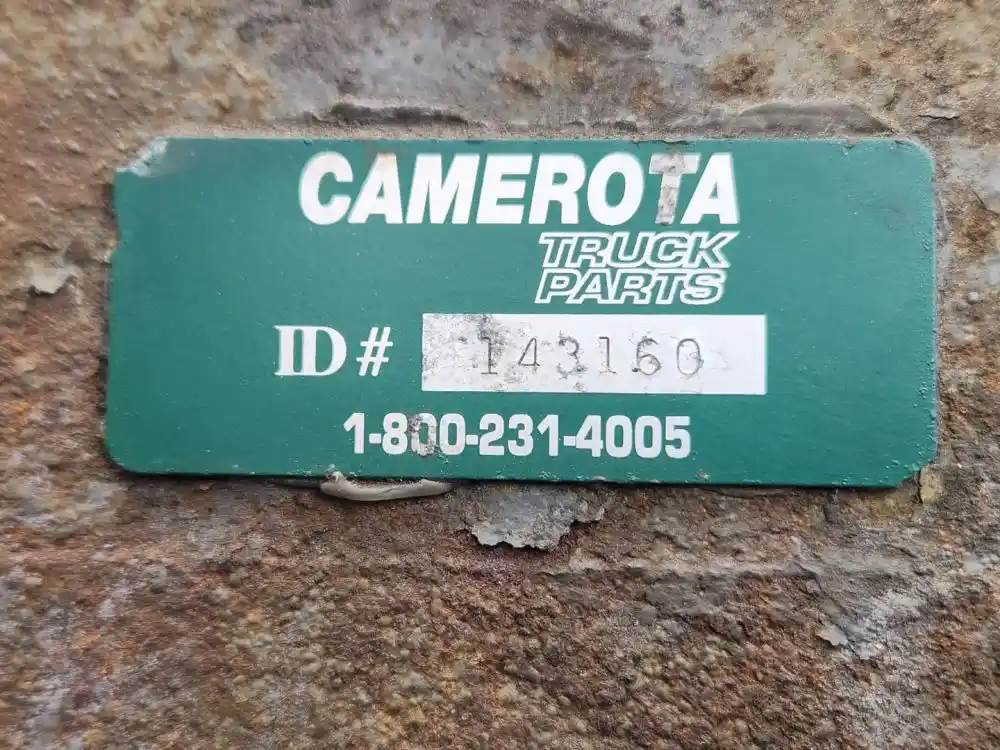 CAMEROTA
TRUCK
PARTS
ID# 143160
1-800-231-4005